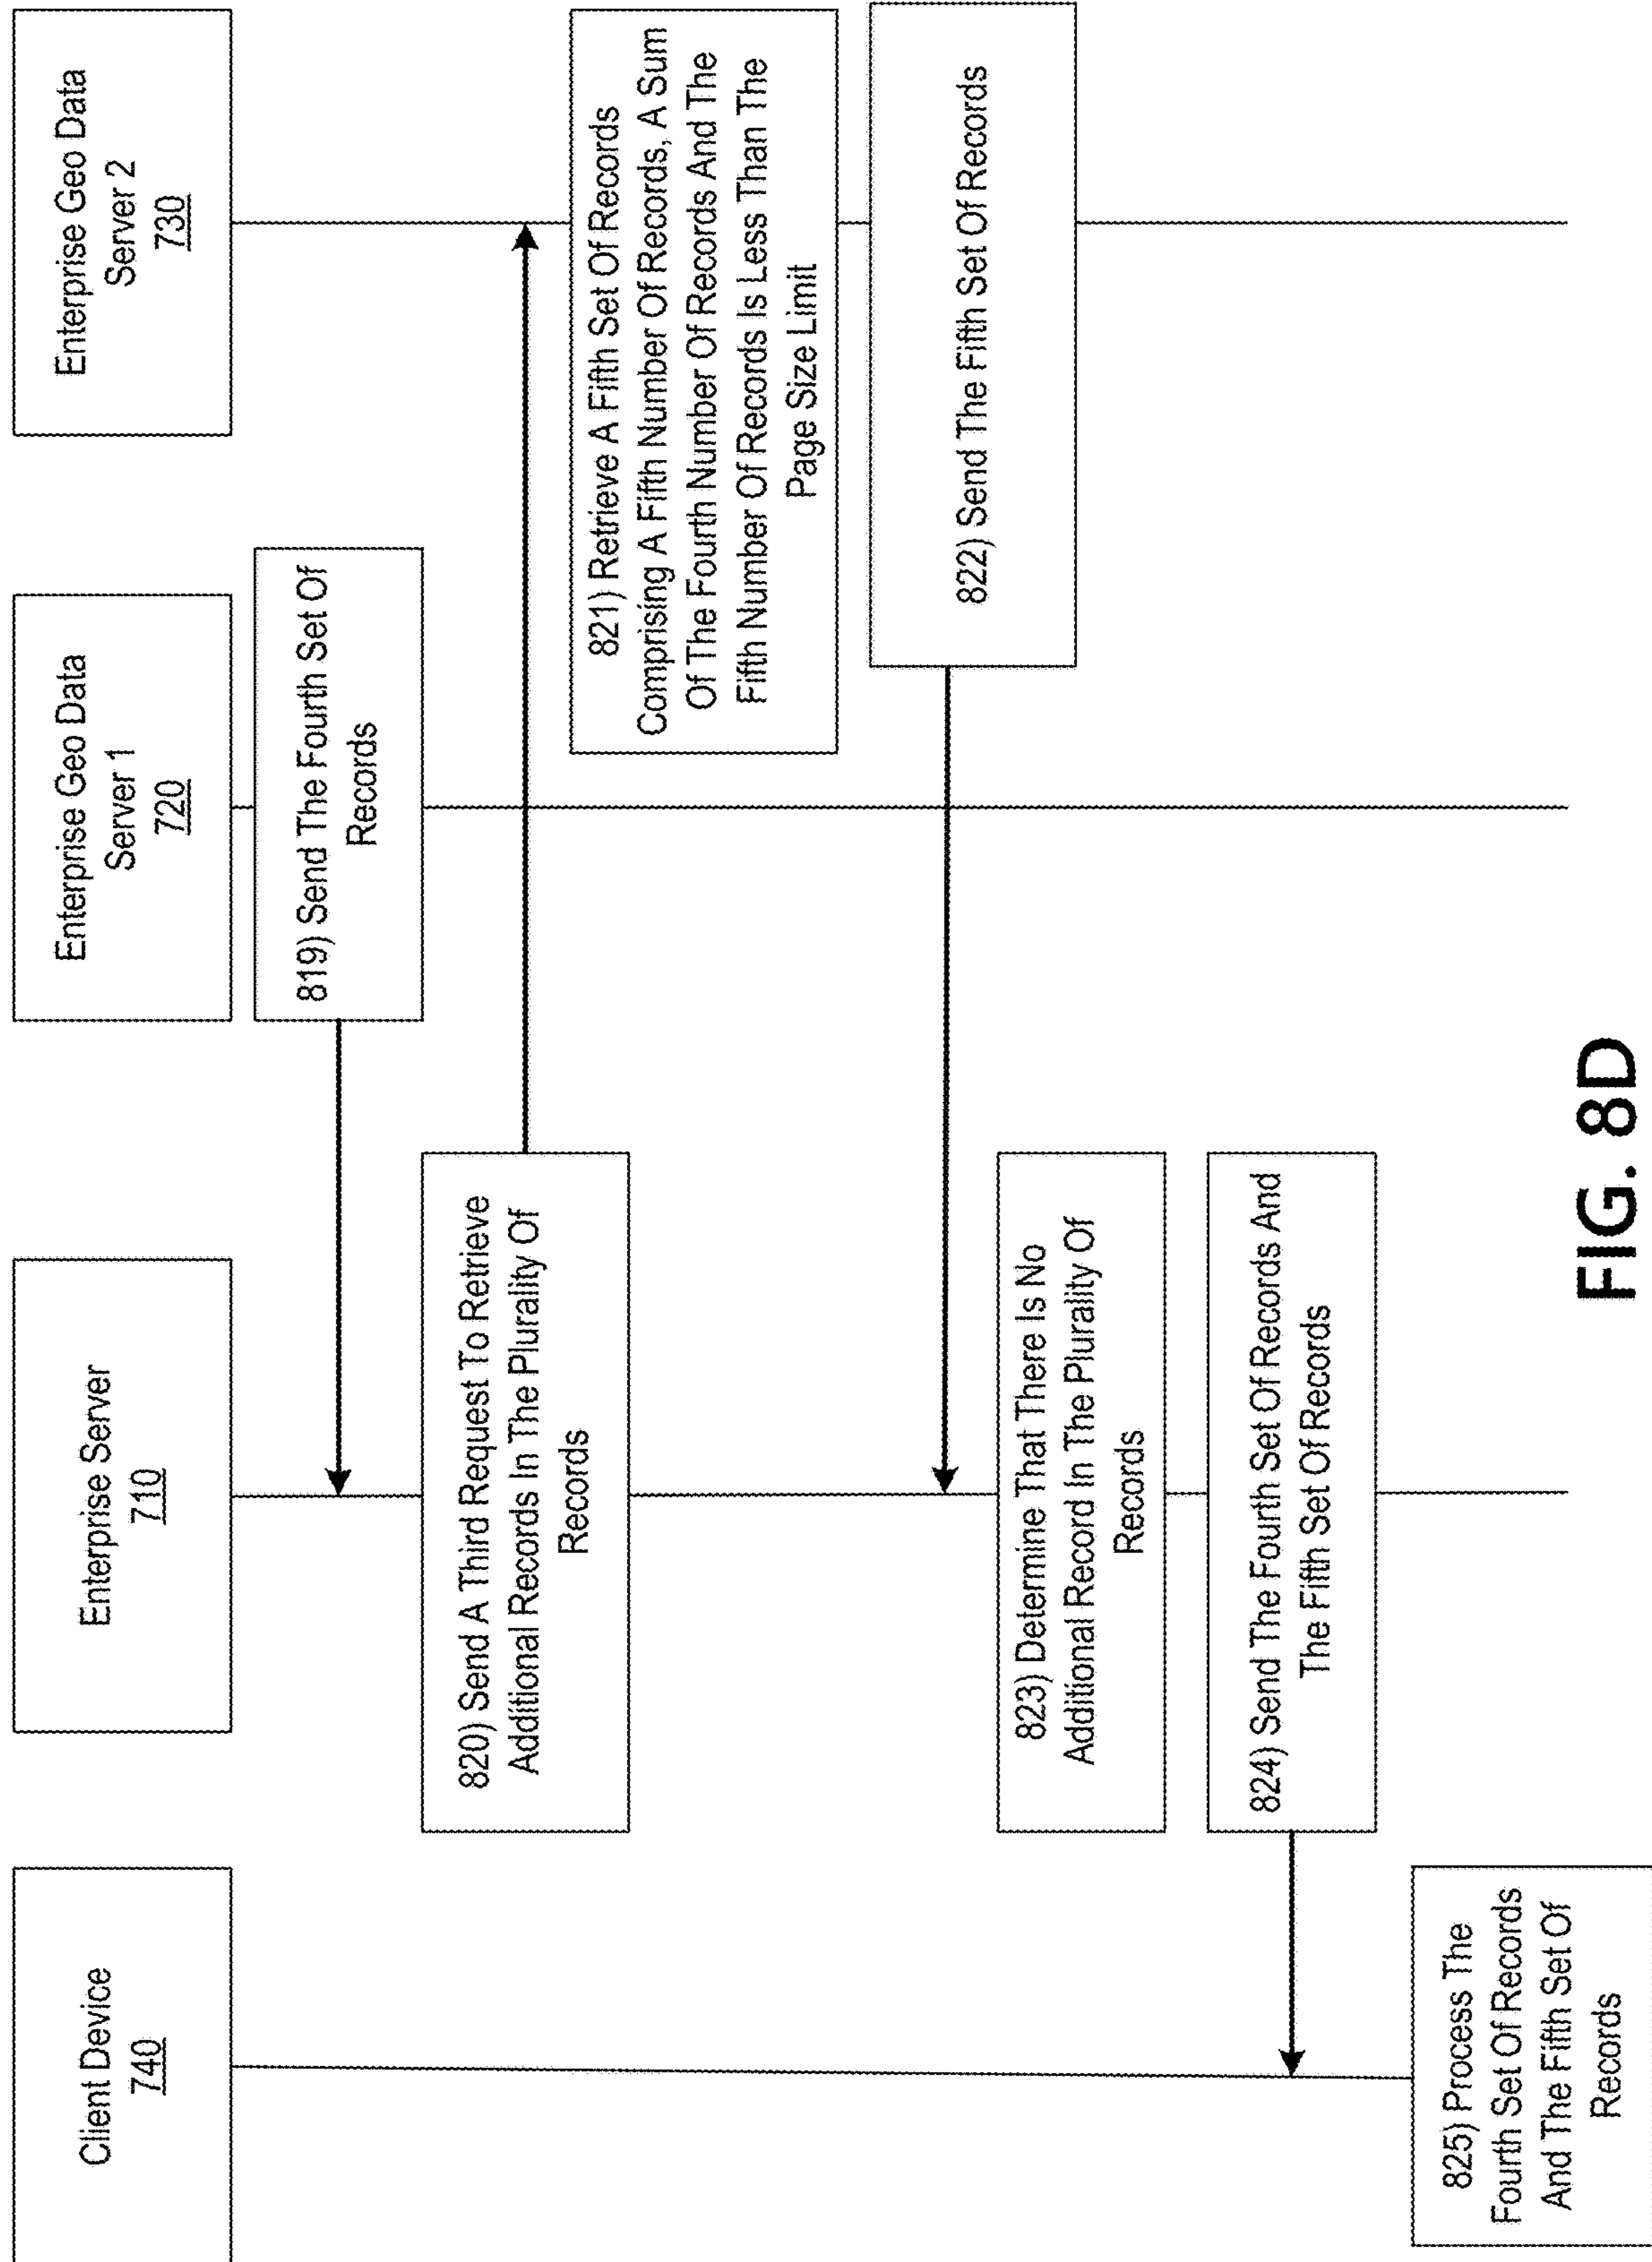 Client Device
740
Enterprise Server
710
Enterprise Geo Data
Server 1
720
Enterprise Geo Data
Server 2
730
819) Send The Fourth Set Of
Records
820) Send A Third Request To Retrieve
Additional Records In The Plurality Of
Records
821) Retrieve A Fifth Set Of Records
Comprising A Fifth Number Of Records, A Sum
Of The Fourth Number Of Records And The
Fifth Number Of Records Is Less Than The
Page Size Limit
822) Send The Fifth Set Of Records
823) Determine That There Is No
Additional Record In The Plurality Of
Records
824) Send The Fourth Set Of Records And
The Fifth Set Of Records
825) Process The
Fourth Set Of Records
And The Fifth Set Of
Records
FIG. 8D